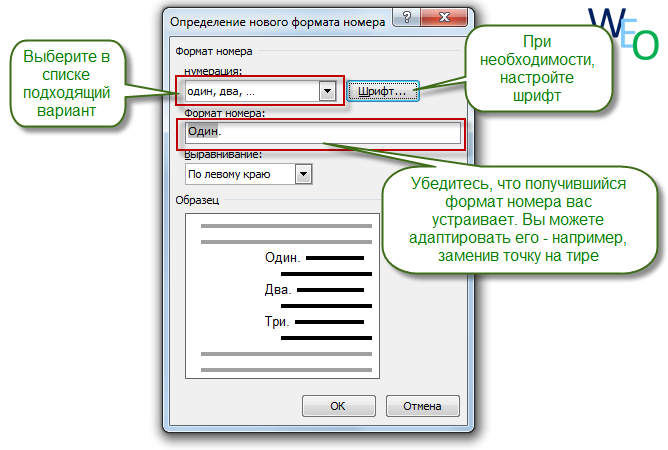 Определение нового формата номера
WEO
Выберите в
списке
подходящий
вариант
При
необходимости,
настройте
шрифт
Формат номера
нумерация:
один, два, ...
Шрифт...
Формат номера:
Один.
Выравнивание:
По левому краю
Убедитесь, что получившийся
формат номера вас
устраивает. Вы можете
адаптировать его - например,
заменив точку на тире
Образец
Один.
Два.
Три.
ОК
Отмена